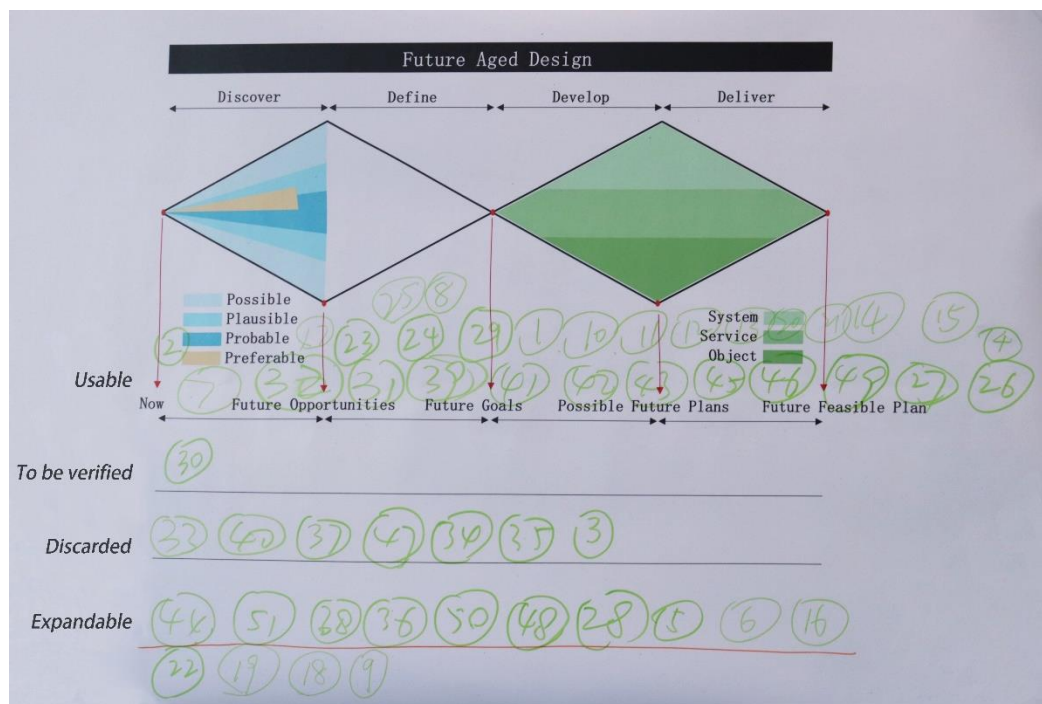 Future Aged Design
Discover Define Develop Deliver
Possible
Plausible
Probable
Preferable
System
Service
Object
25 8
2 23 24 29 1 10 11 14 15 4
Usable
7 32 31 39 41 42 43 45 46 49 27 26
Now Future Opportunities Future Goals Possible Future Plans Future Feasible Plan
To be verified
30
Discarded
33 40 37 47 34 35 3
Expandable
44 51 38 36 50 48 28 5 6 16
22 19 18 9